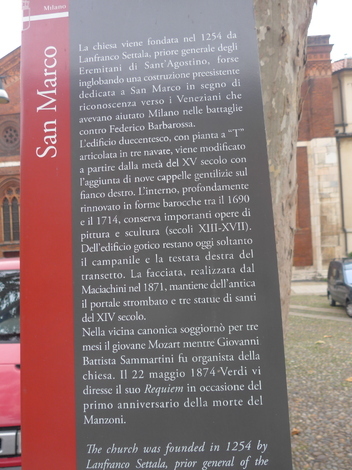 Milano
San Marco
La chiesa viene fondata nel 1254 da
Lanfranco Settala, priore generale degli
Eremitani di Sant'Agostino, forse
inglobando una costruzione preesistente
dedicata a San Marco in segno di
riconoscenza verso i Veneziani che
avevano aiutato Milano nelle battaglie
contro Federico Barbarossa.
L'edificio duecentesco, con pianta a "T"
articolata in tre navate, viene modificato
a partire dalla metà del XV secolo con
l'aggiunta di nove cappelle gentilizie sul
fianco destro. L'interno, profondamente
rinnovato in forme barocche tra il 1690
e il 1714, conserva importanti opere di
pittura e scultura (secoli XIII-XVII).
Dell'edificio gotico restano oggi soltanto
il campanile e la testata destra del
transetto. La facciata, realizzata dal
Maciachini nel 1871, mantiene dell'antica
il portale strombato e tre statue di santi
del XIV secolo.
Nella vicina canonica soggiornò per tre
mesi il giovane Mozart mentre Giovanni
Battista Sammartini fu organista della
chiesa. Il 22 maggio 1874 Verdi vi
diresse il suo Requiem in occasione del
primo anniversario della morte del
Manzoni.
The church was founded in 1254 by
Lanfranco Settala, prior general of the